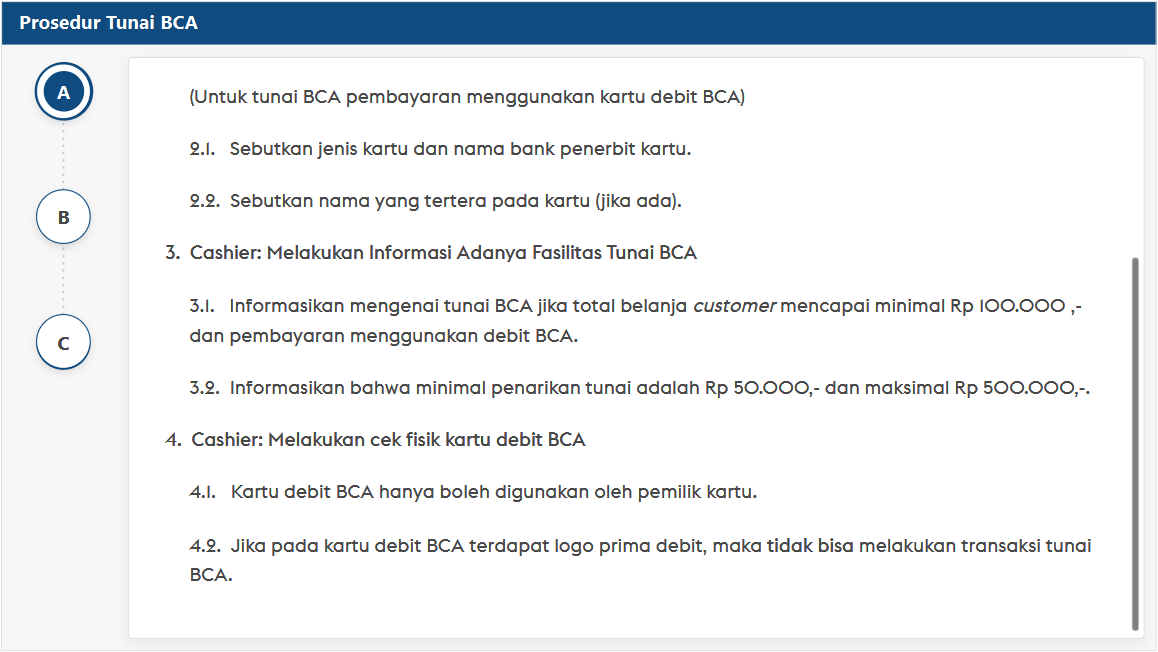 Prosedur Tunai BCA
A
(Untuk tunai BCA pembayaran menggunakan kartu debit BCA)
2.1. Sebutkan jenis kartu dan nama bank penerbit kartu.
2.2. Sebutkan nama yang tertera pada kartu (jika ada).
B
3. Cashier: Melakukan Informasi Adanya Fasilitas Tunai BCA
3.1. Informasikan mengenai tunai BCA jika total belanja customer mencapai minimal Rp 100.000 ,-
dan pembayaran menggunakan debit BCA.
C
3.2. Informasikan bahwa minimal penarikan tunai adalah Rp 50.000,- dan maksimal Rp 500.000,-.
4. Cashier: Melakukan cek fisik kartu debit BCA
4.1. Kartu debit BCA hanya boleh digunakan oleh pemilik kartu.
4.2. Jika pada kartu debit BCA terdapat logo prima debit, maka tidak bisa melakukan transaksi tunai
BCA.